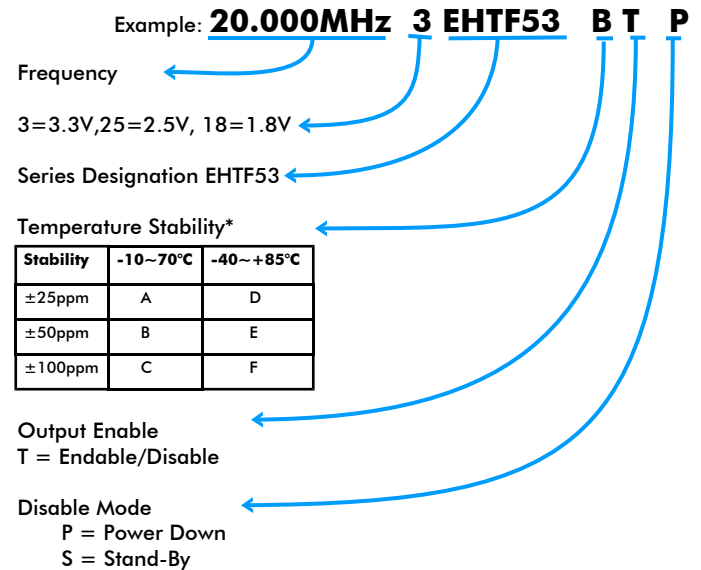 Example: 20.000MHz 3 EHTF53 B T P
Frequency
3=3.3V,25=2.5V, 18=1.8V
Series Designation EHTF53
Temperature Stability*
Stability -10~70°C -40~+85°C
±25ppm A D
±50ppm B E
±100ppm C F
Output Enable
T = Endable/Disable
Disable Mode
P = Power Down
S = Stand-By